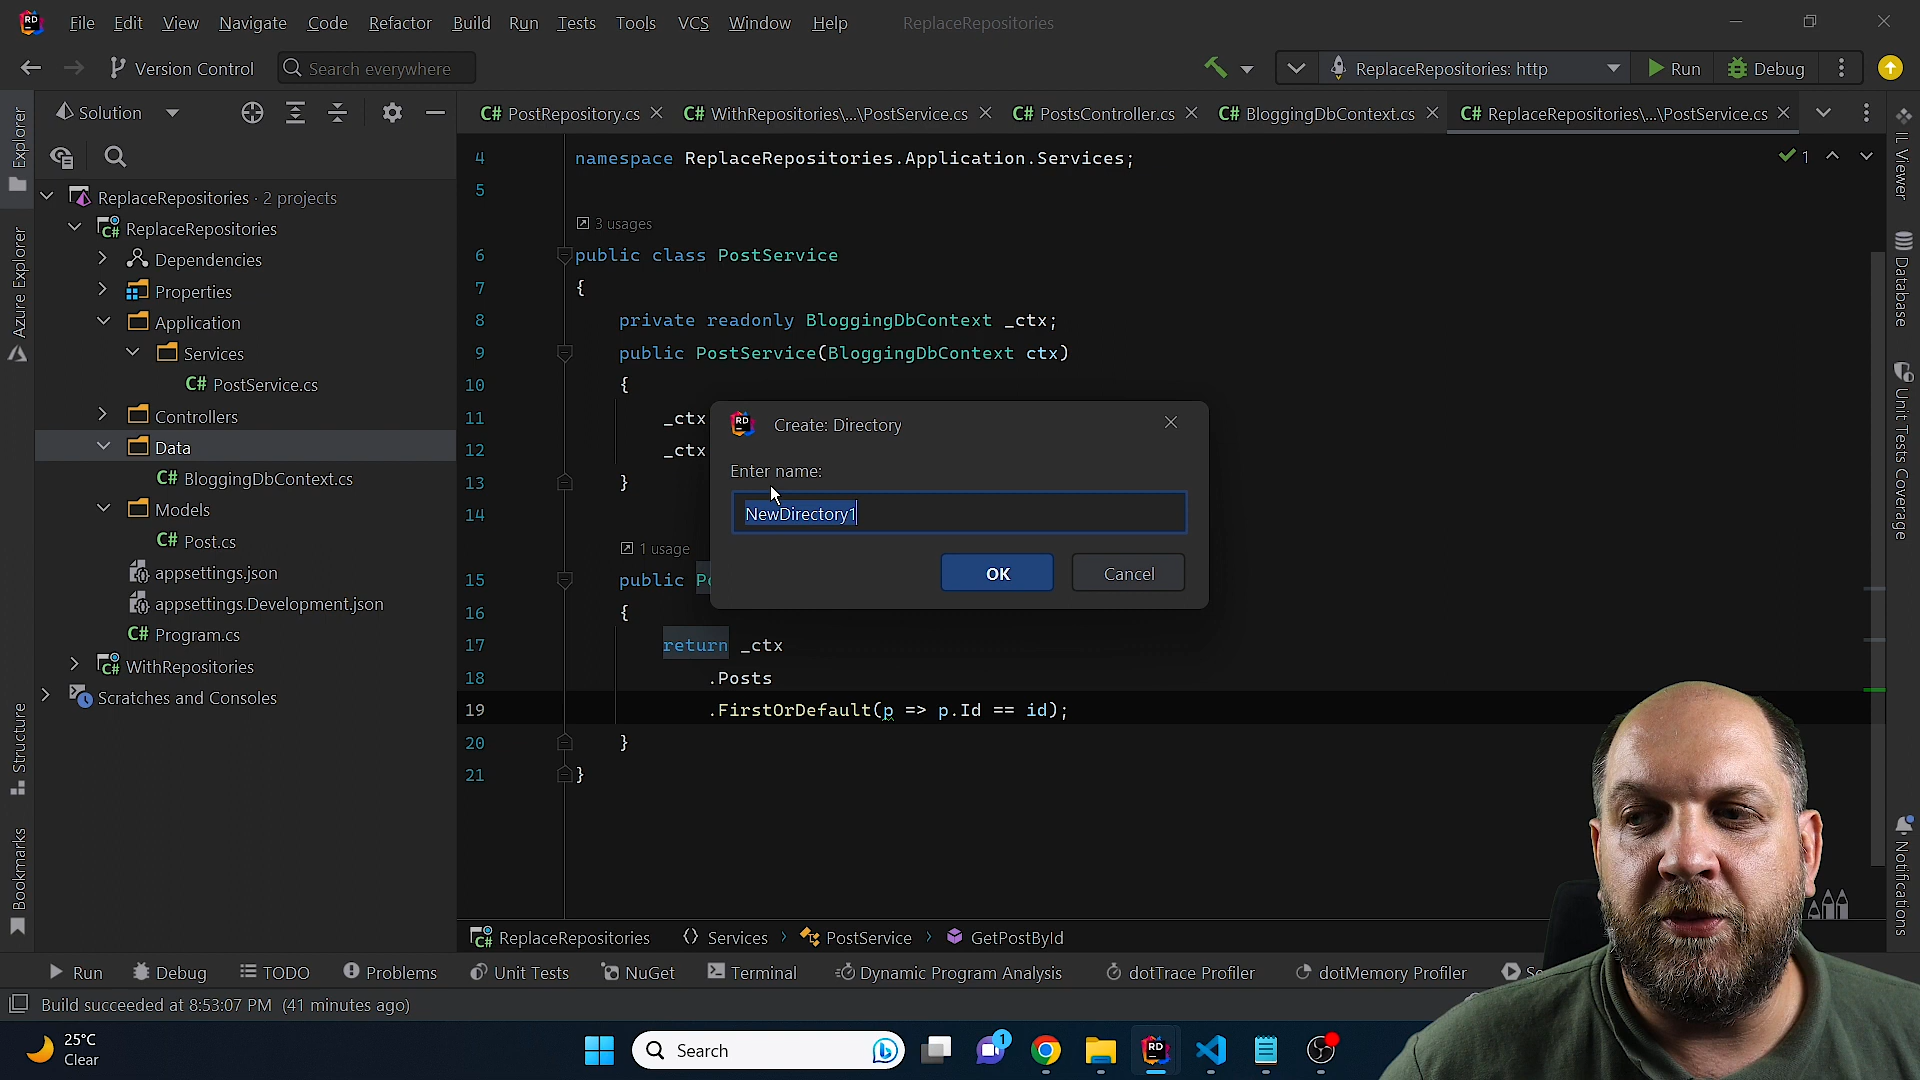 File Edit View Navigate Code Refactor Build Run Tests Tools VCS Window Help ReplaceRepositories
Version Control Search everywhere ReplaceRepositories: http Run Debug
Solution
C# PostRepository.cs C# WithRepositories\...\PostService.cs C# PostsController.cs C# BloggingDbContext.cs C# ReplaceRepositories\...\PostService.cs
Explorer
Azure Explorer
Structure
Bookmarks
ReplaceRepositories · 2 projects
ReplaceRepositories
Dependencies
Properties
Application
Services
C# PostService.cs
Controllers
Data
C# BloggingDbContext.cs
Models
C# Post.cs
appsettings.json
appsettings.Development.json
C# Program.cs
WithRepositories
Scratches and Consoles
4 namespace ReplaceRepositories.Application.Services;
5
3 usages
6 public class PostService
7 {
8 private readonly BloggingDbContext _ctx;
9 public PostService(BloggingDbContext ctx)
10 {
11 _ctx
12 _ctx
13 }
14
1 usage
15 public Po
16 {
17 return _ctx
18 .Posts
19 .FirstOrDefault(p => p.Id == id);
20 }
21 }
1
RD Create: Directory
Enter name:
NewDirectory1
OK Cancel
IL Viewer
Database
Unit Tests Coverage
Notifications
ReplaceRepositories Services PostService GetPostById
Run Debug TODO Problems Unit Tests NuGet Terminal Dynamic Program Analysis dotTrace Profiler dotMemory Profiler Se
Build succeeded at 8:53:07 PM (41 minutes ago)
25°C
Clear
Search
1
RD